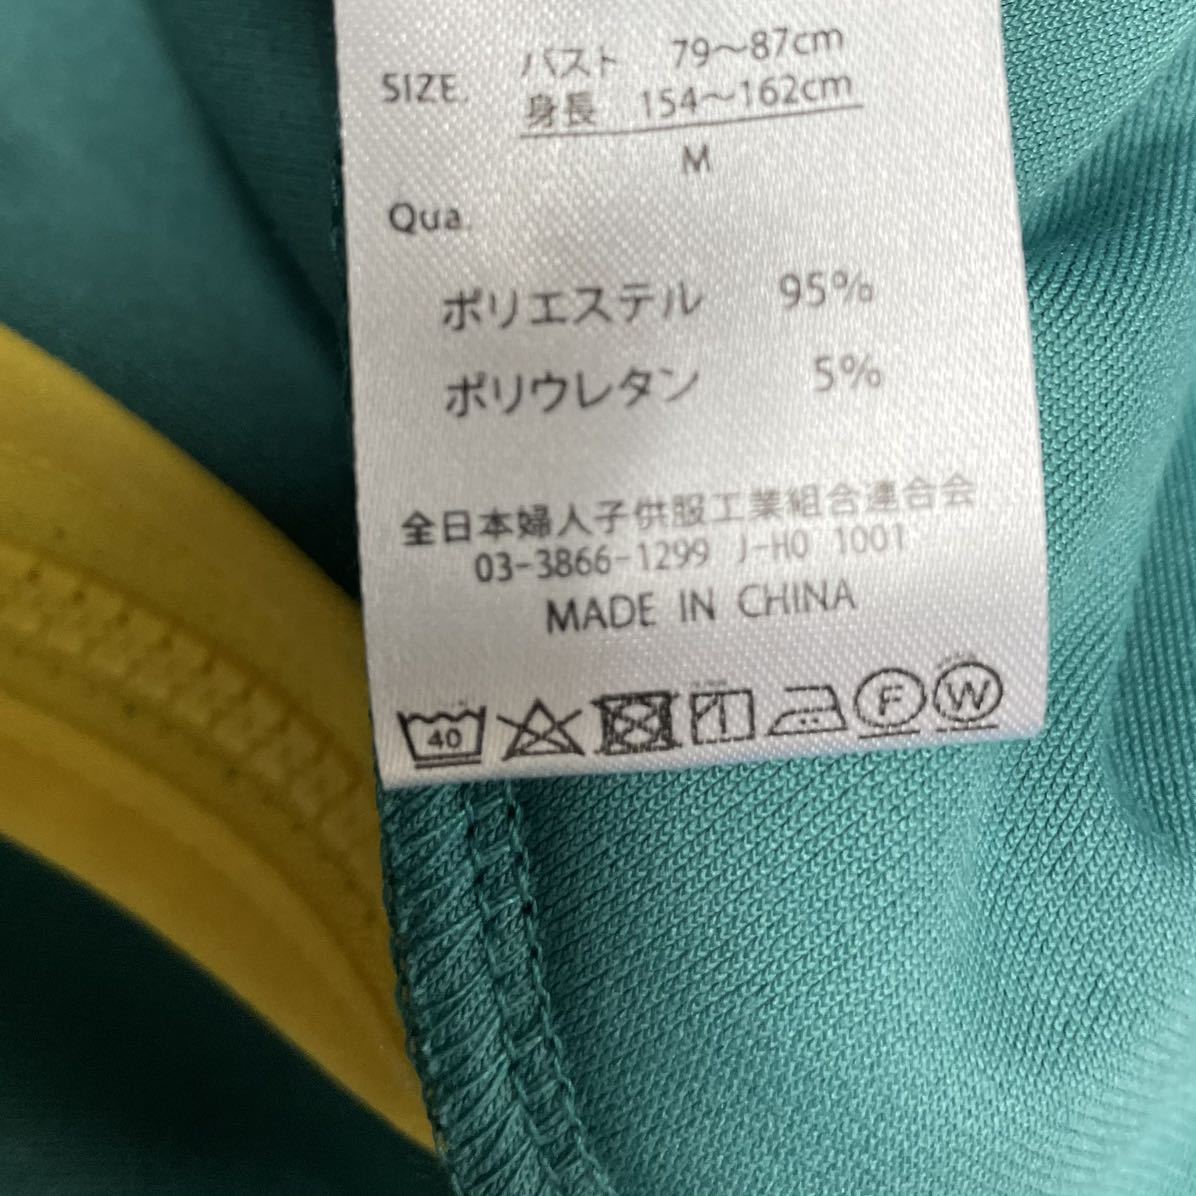 バスト 79〜87cm
SIZE. 身長 154〜162cm
M
Qua.
ポリエステル 95%
ポリウレタン 5%
全日本婦人子供服工業組合連合会
03-3866-1299 J-HO 1001
MADE IN CHINA
40 F W